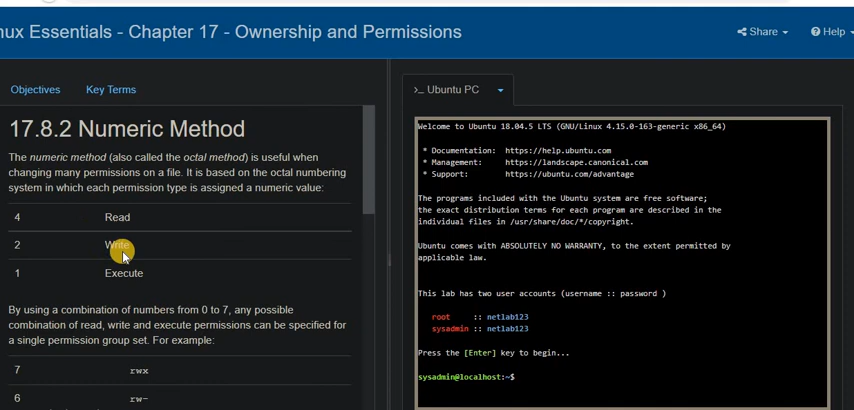 nux Essentials - Chapter 17 - Ownership and Permissions
Share
Help
Objectives
Key Terms
17.8.2 Numeric Method
The numeric method (also called the octal method) is useful when
changing many permissions on a file. It is based on the octal numbering
system in which each permission type is assigned a numeric value:
4 Read
2 Write
1 Execute
By using a combination of numbers from 0 to 7, any possible
combination of read, write and execute permissions can be specified for
a single permission group set. For example:
7 rwx
6 rw-
>_ Ubuntu PC
Welcome to Ubuntu 18.04.5 LTS (GNU/Linux 4.15.0-163-generic x86_64)
* Documentation: https://help.ubuntu.com
* Management: https://landscape.canonical.com
* Support: https://ubuntu.com/advantage
The programs included with the Ubuntu system are free software;
the exact distribution terms for each program are described in the
individual files in /usr/share/doc/*/copyright.
Ubuntu comes with ABSOLUTELY NO WARRANTY, to the extent permitted by
applicable law.
This lab has two user accounts (username :: password )
root :: netlab123
sysadmin :: netlab123
Press the [Enter] key to begin...
sysadmin@localhost:~$